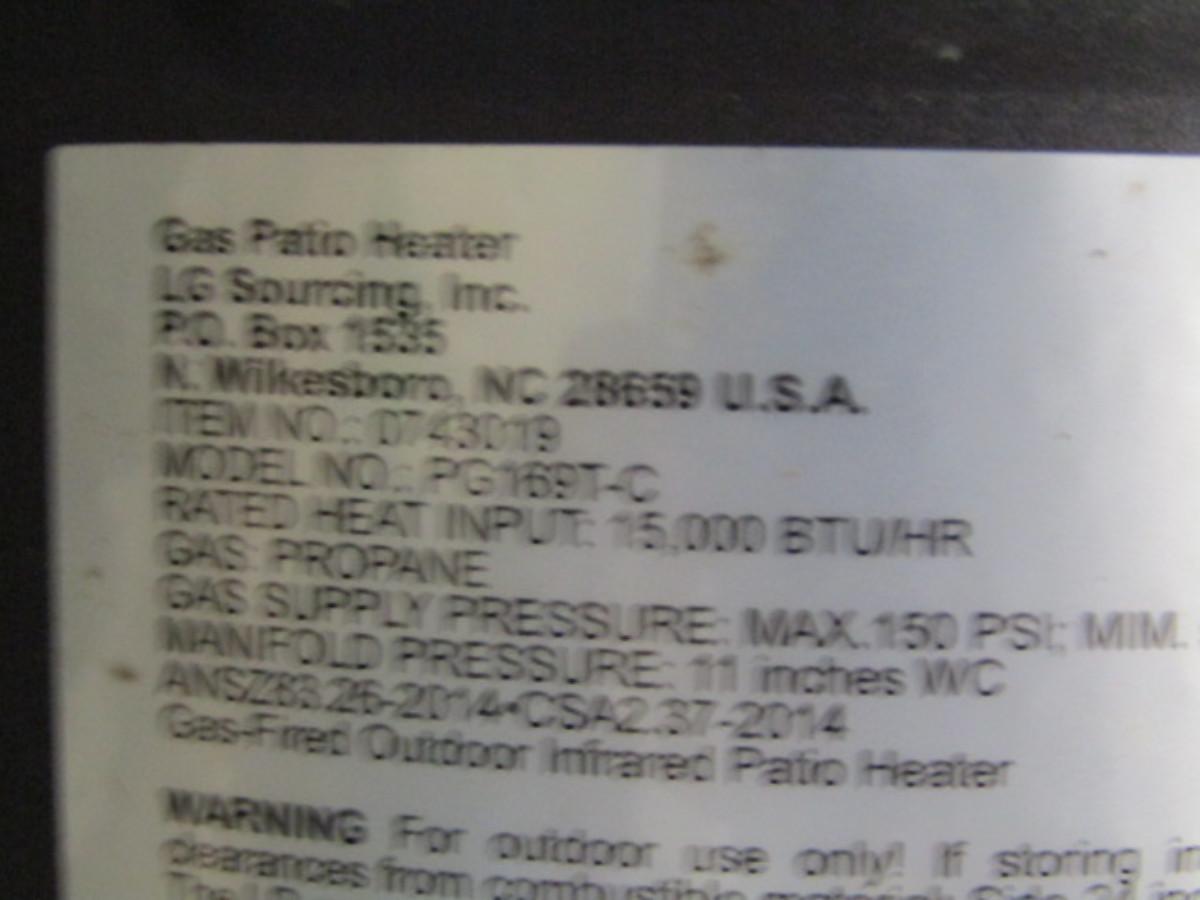 Gas Patio Heater
LG Sourcing, Inc.
P.O. Box 1535
N. Wilkesboro, NC 28659 U.S.A.
ITEM NO.: 0743019
MODEL NO.: PG169T-C
RATED HEAT INPUT: 15,000 BTU/HR
GAS: PROPANE
GAS SUPPLY PRESSURE: MAX.150 PSI; MIM.
MANIFOLD PRESSURE: 11 inches WC
ANSZ83.26-2014•CSA2.37-2014
Gas-Fired Outdoor Infrared Patio Heater
WARNING For outdoor use only! If storing
clearances from combustible material: Side
The